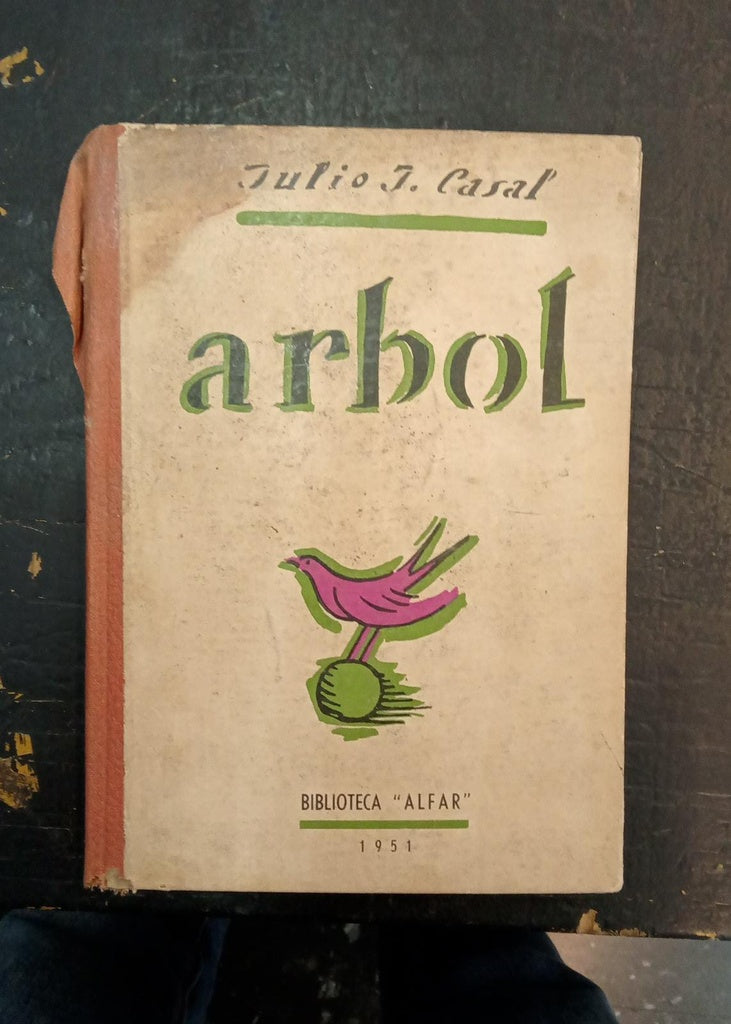 Julio J. Casal
arbol
BIBLIOTECA "ALFAR"
1951